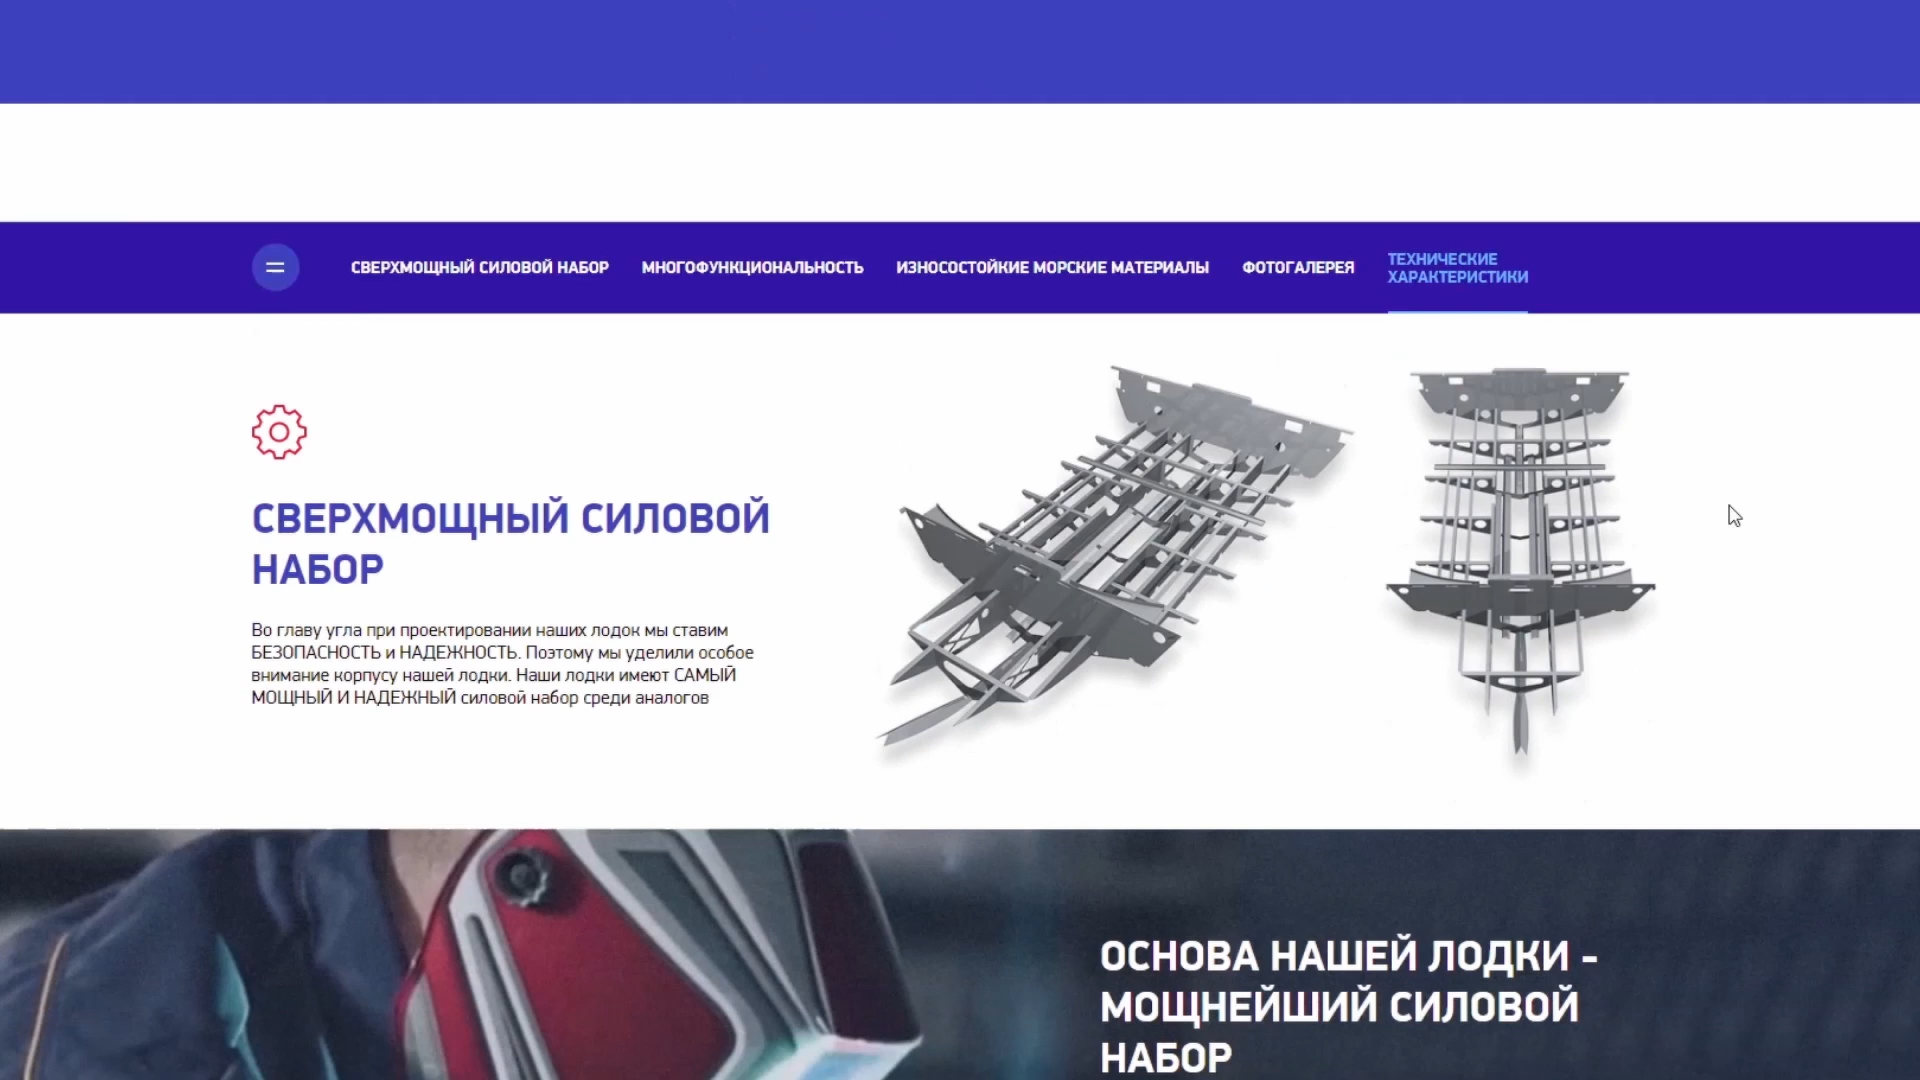 СВЕРХМОЩНЫЙ СИЛОВОЙ НАБОР
МНОГОФУНКЦИОНАЛЬНОСТЬ
ИЗНОСОСТОЙКИЕ МОРСКИЕ МАТЕРИАЛЫ
ФОТОГАЛЕРЕЯ
ТЕХНИЧЕСКИЕ
ХАРАКТЕРИСТИКИ
СВЕРХМОЩНЫЙ СИЛОВОЙ
НАБОР
Во главу угла при проектировании наших лодок мы ставим
БЕЗОПАСНОСТЬ и НАДЕЖНОСТЬ. Поэтому мы уделили особое
внимание корпусу нашей лодки. Наши лодки имеют САМЫЙ
МОЩНЫЙ И НАДЕЖНЫЙ силовой набор среди аналогов
ОСНОВА НАШЕЙ ЛОДКИ -
МОЩНЕЙШИЙ СИЛОВОЙ
НАБОР